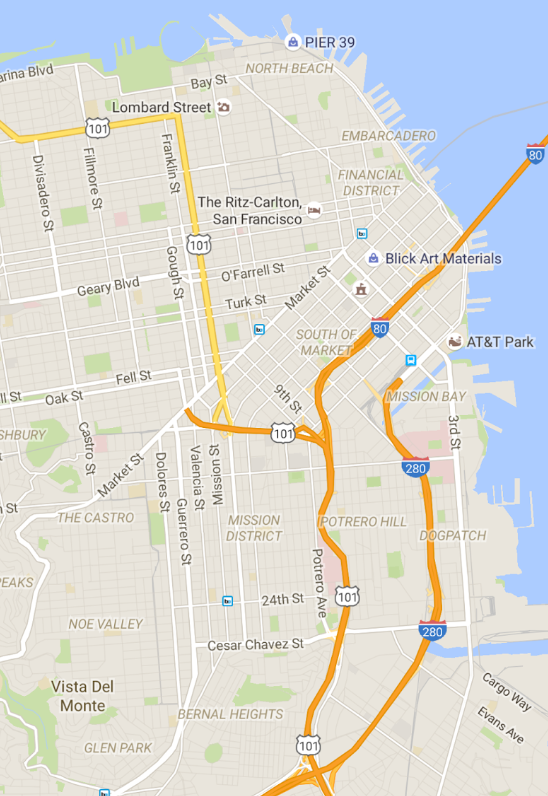 PIER 39
NORTH BEACH
arina Blvd
Bay St
Lombard Street
101
EMBARCADERO
80
Divisadero St
Fillmore St
Franklin St
FINANCIAL
DISTRICT
The Ritz-Carlton,
San Francisco
101
Gough St
Blick Art Materials
O'Farrell St
Geary Blvd
Market St
Turk St
80
SOUTH OF
MARKET
AT&T Park
Fell St
ll St
Oak St
9th St
MISSION BAY
3rd St
SHBURY
Castro St
101
Market St
Dolores St
Valencia St
Mission St
280
n St
THE CASTRO
Guerrero St
MISSION
DISTRICT
POTRERO HILL
DOGPATCH
EAKS
Potrero Ave
101
24th St
NOE VALLEY
280
Cesar Chavez St
Vista Del
Monte
Cargo Way
BERNAL HEIGHTS
Evans Ave
GLEN PARK
101